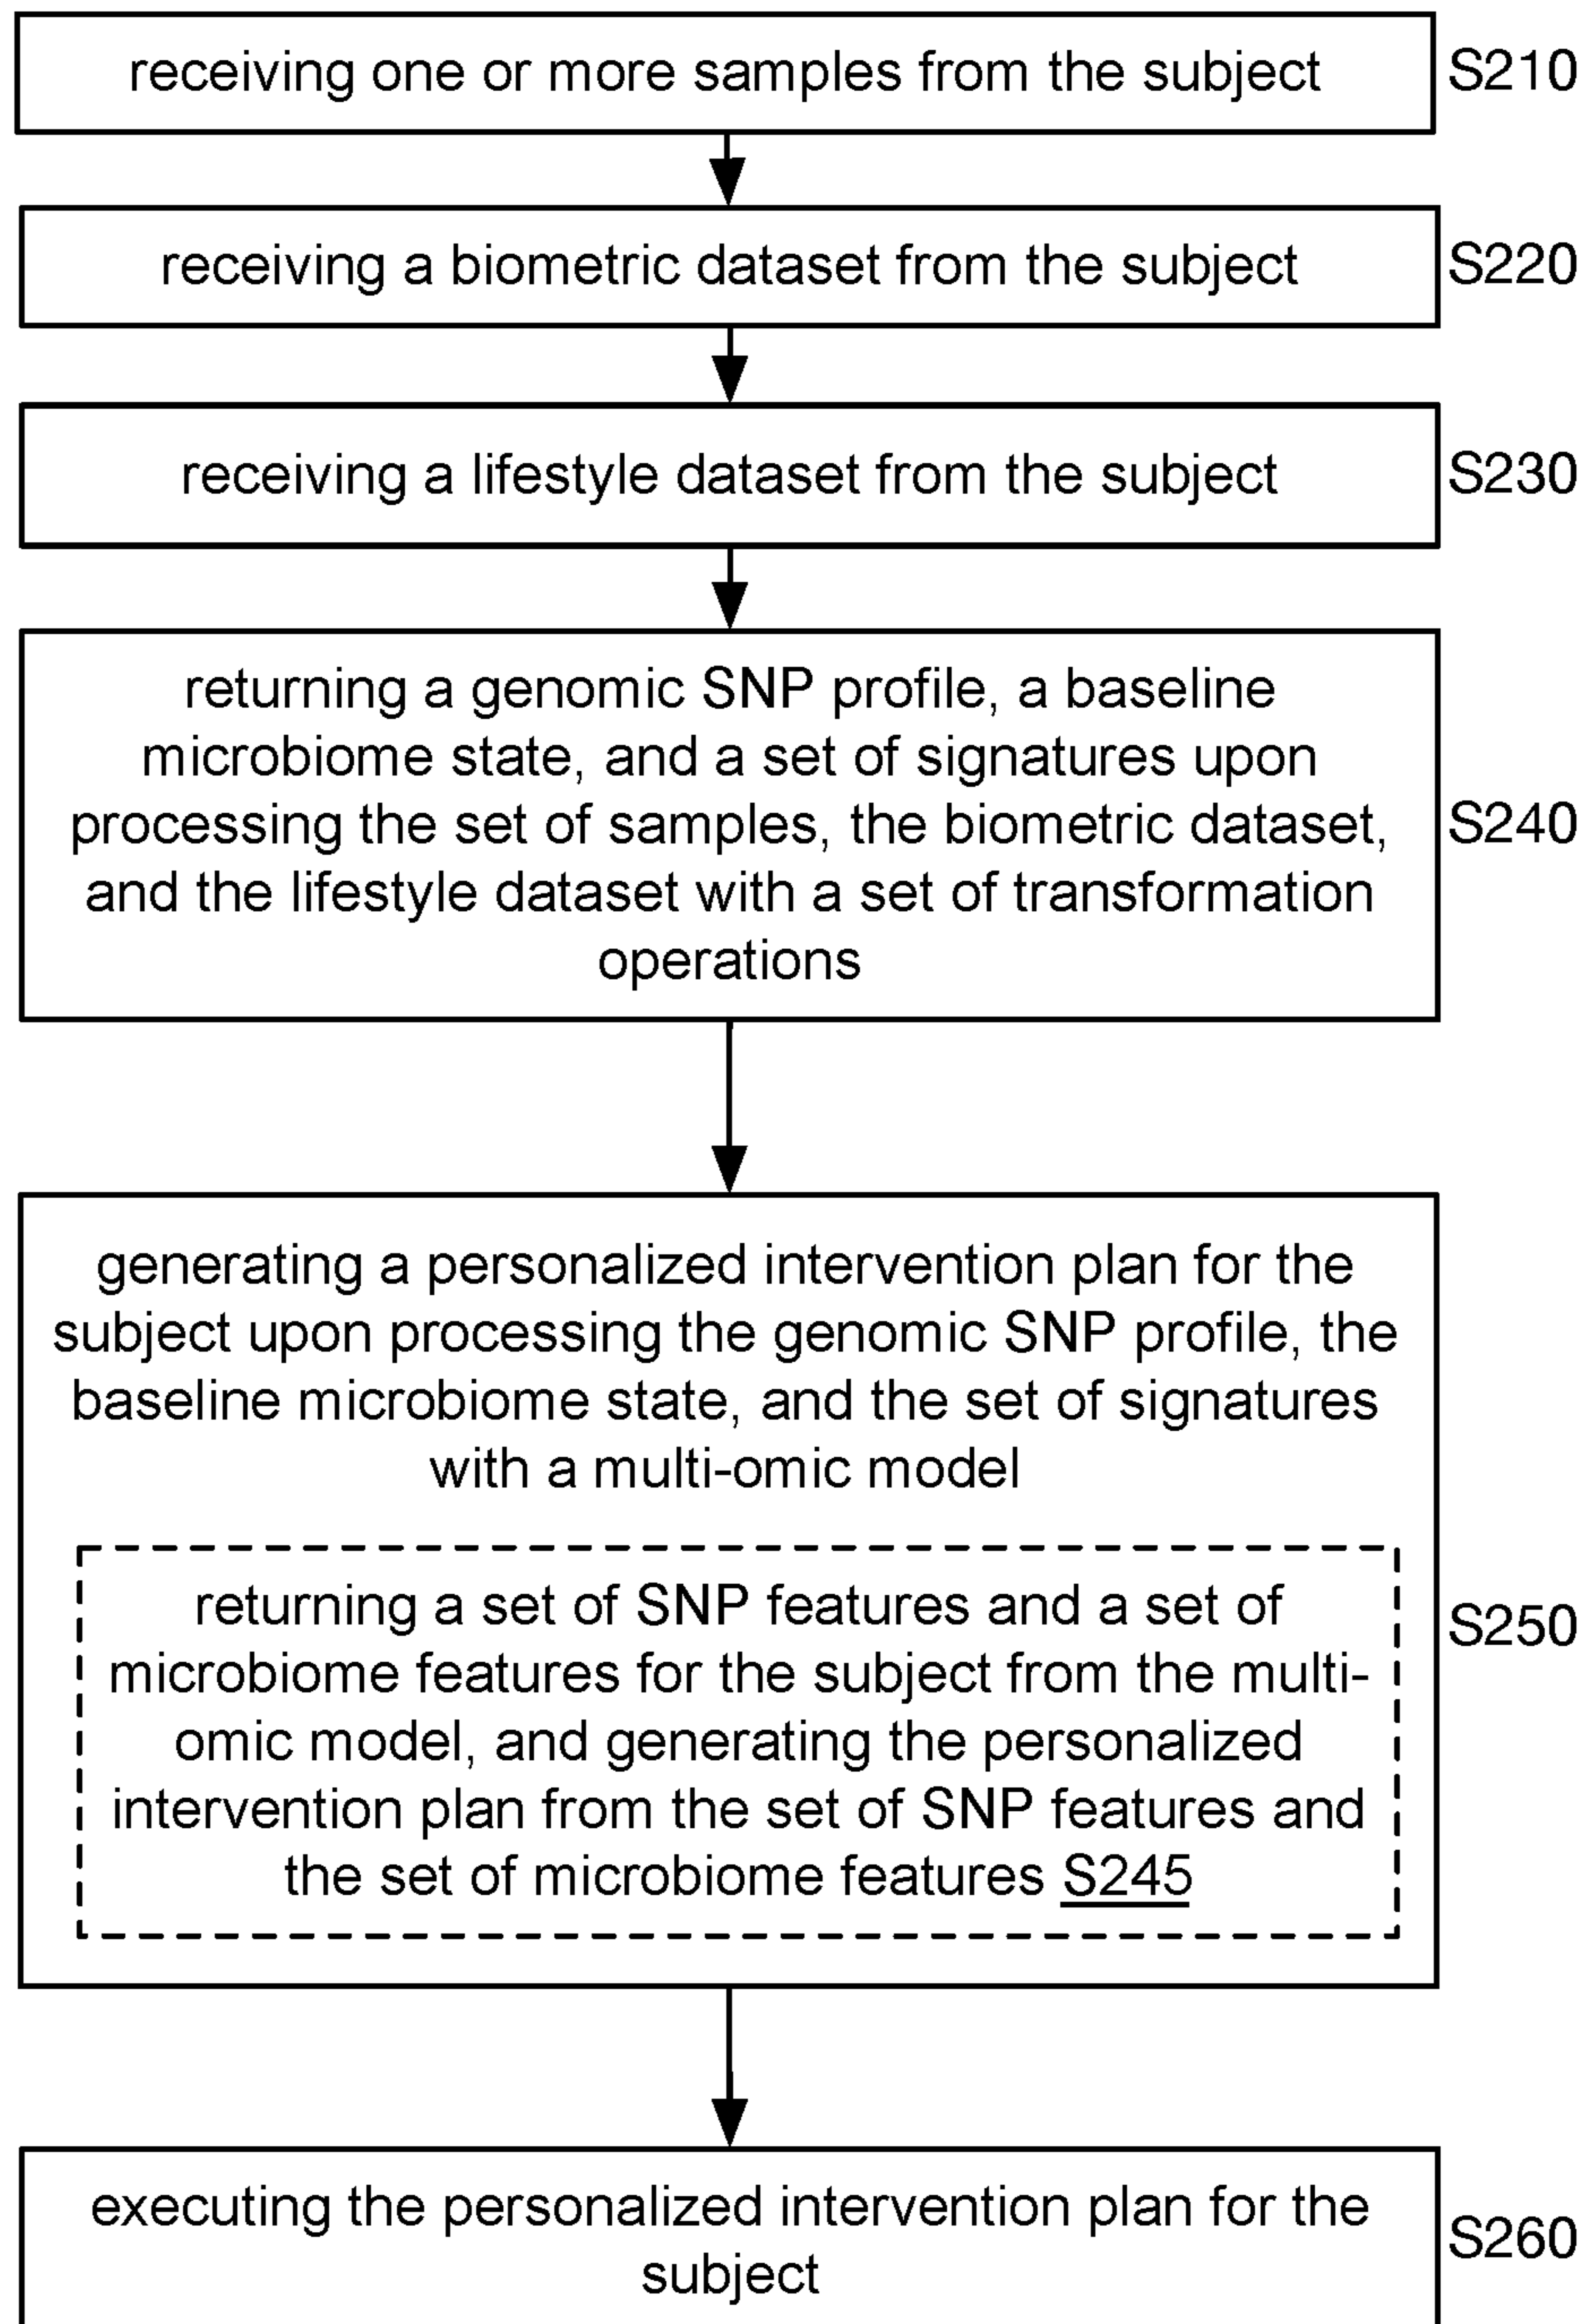 receiving one or more samples from the subject
S210
receiving a biometric dataset from the subject
S220
receiving a lifestyle dataset from the subject
S230
returning a genomic SNP profile, a baseline
microbiome state, and a set of signatures upon
processing the set of samples, the biometric dataset,
and the lifestyle dataset with a set of transformation
operations
S240
generating a personalized intervention plan for the
subject upon processing the genomic SNP profile, the
baseline microbiome state, and the set of signatures
with a multi-omic model
returning a set of SNP features and a set of
microbiome features for the subject from the multi-
omic model, and generating the personalized
intervention plan from the set of SNP features and
the set of microbiome features S245
S250
executing the personalized intervention plan for the
subject
S260